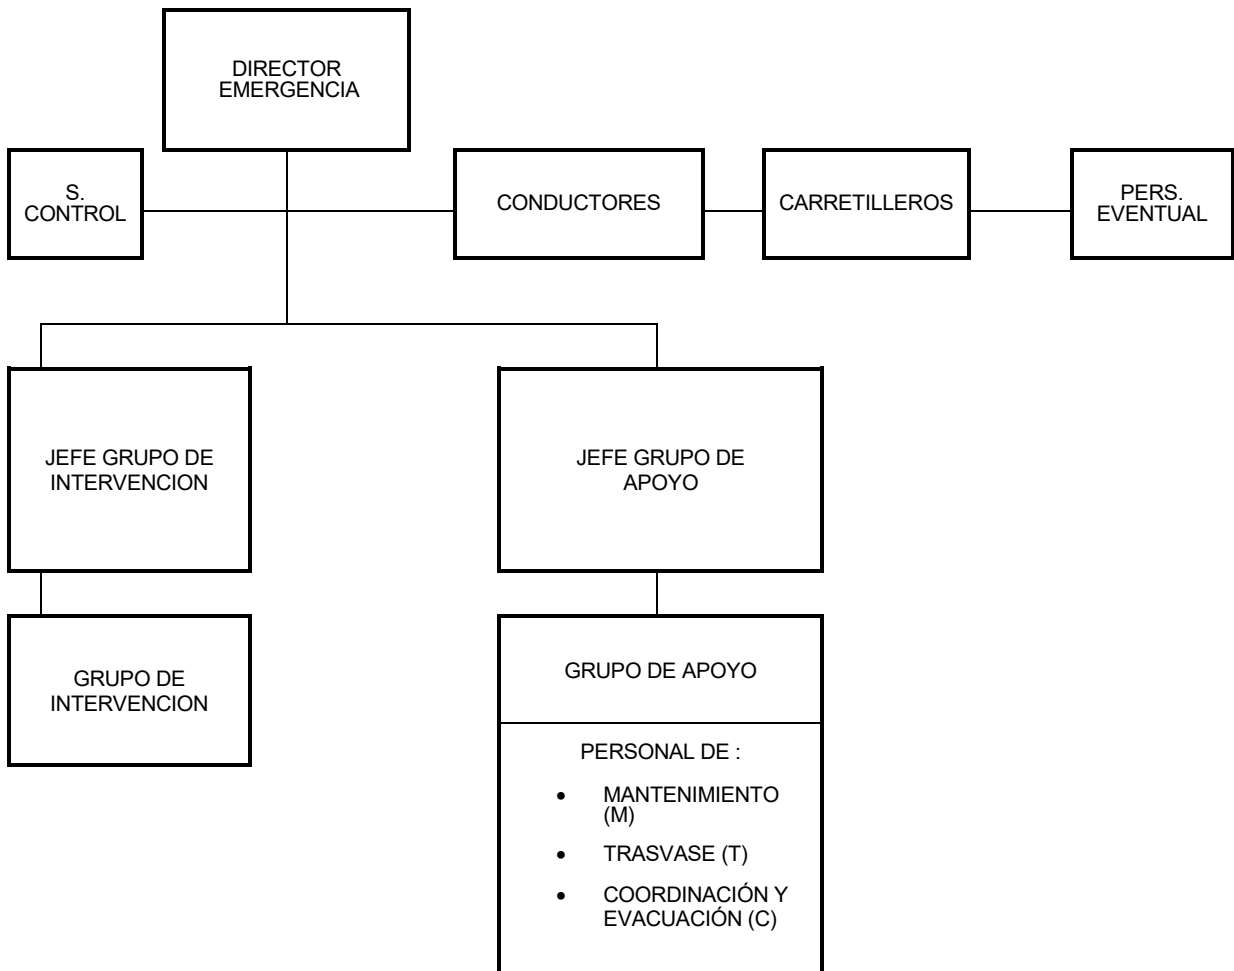 DIRECTOR
EMERGENCIA
S.
CONTROL
CONDUCTORES
CARRETILLEROS
PERS.
EVENTUAL
JEFE GRUPO DE
INTERVENCION
JEFE GRUPO DE
APOYO
GRUPO DE
INTERVENCION
GRUPO DE APOYO
PERSONAL DE :
• MANTENIMIENTO
(M)
• TRASVASE (T)
• COORDINACIÓN Y
EVACUACIÓN (C)